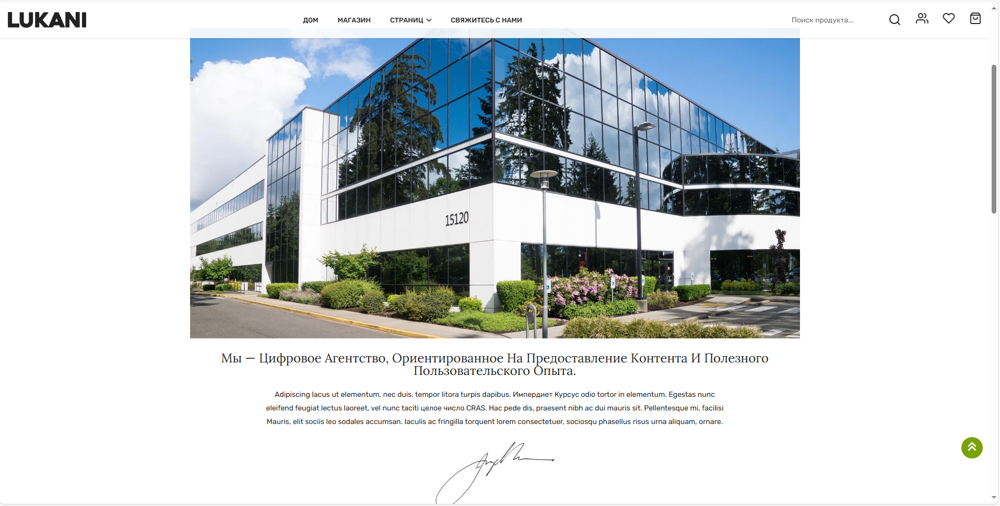 LUKANI
ДОМ МАГАЗИН СТРАНИЦ СВЯЖИТЕСЬ С НАМИ Поиск продукта...
15120
Мы — Цифровое Агентство, Ориентированное На Предоставление Контента И Полезного
Пользовательского Опыта.
Adipiscing lacus ut elementum, nec duis, tempor litora turpis dapibus. Импердиет Курсус odio tortor in elementum. Egestas nunc
eleifend feugiat lectus laoreet, vel nunc taciti целое число CRAS. Hac pede dis, praesent nibh ac dui mauris sit. Pellentesque mi, facilisi
Mauris, elit sociis leo sodales accumsan. Iaculis ac fringilla torquent lorem consectetuer, sociosqu phasellus risus urna aliquam, ornare.